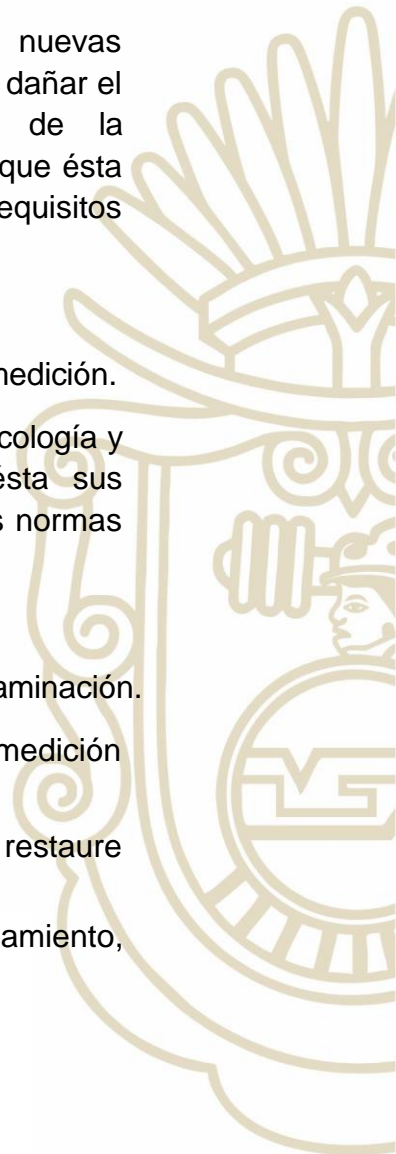 nuevas
dañar el
de la
que ésta
equisitos
medición.
cología y
ésta sus
s normas
aminación.
medición
restaure
amiento,